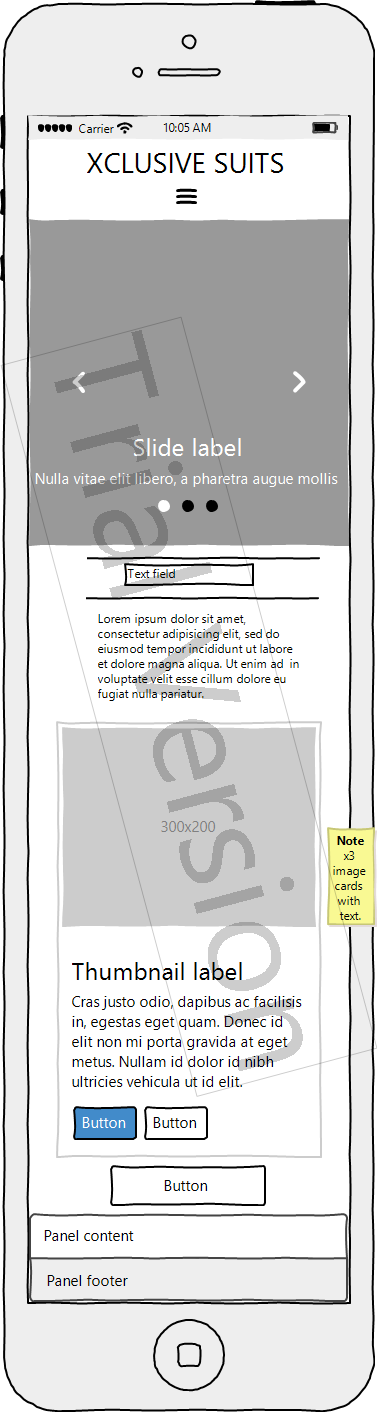 Carrier 10:05 AM
XCLUSIVE SUITS
Slide label
Nulla vitae elit libero, a pharetra augue mollis
Text field
Lorem ipsum dolor sit amet,
consectetur adipisicing elit, sed do
eiusmod tempor incididunt ut labore
et dolore magna aliqua. Ut enim ad in
voluptate velit esse cillum dolore eu
fugiat nulla pariatur.
300x200
Note
x3
image
cards
with
text.
Thumbnail label
Cras justo odio, dapibus ac facilisis
in, egestas eget quam. Donec id
elit non mi porta gravida at eget
metus. Nullam id dolor id nibh
ultricies vehicula ut id elit.
Button Button
Button
Panel content
Panel footer
Trial Version